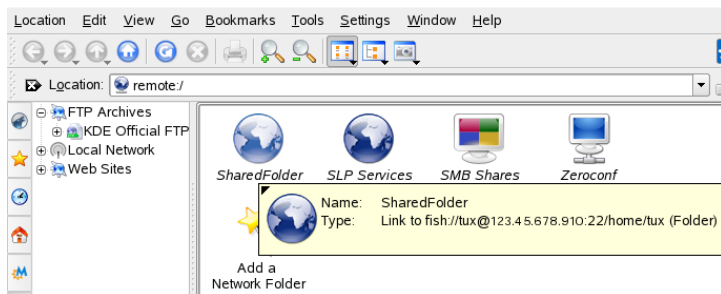 Location Edit View Go Bookmarks Tools Settings Window Help
Location: remote:/
FTP Archives
KDE Official FTP
Local Network
Web Sites
SharedFolder SLP Services SMB Shares Zeroconf
Name: SharedFolder
Type: Link to fish://tux@123.45.678.910:22/home/tux (Folder)
Add a
Network Folder